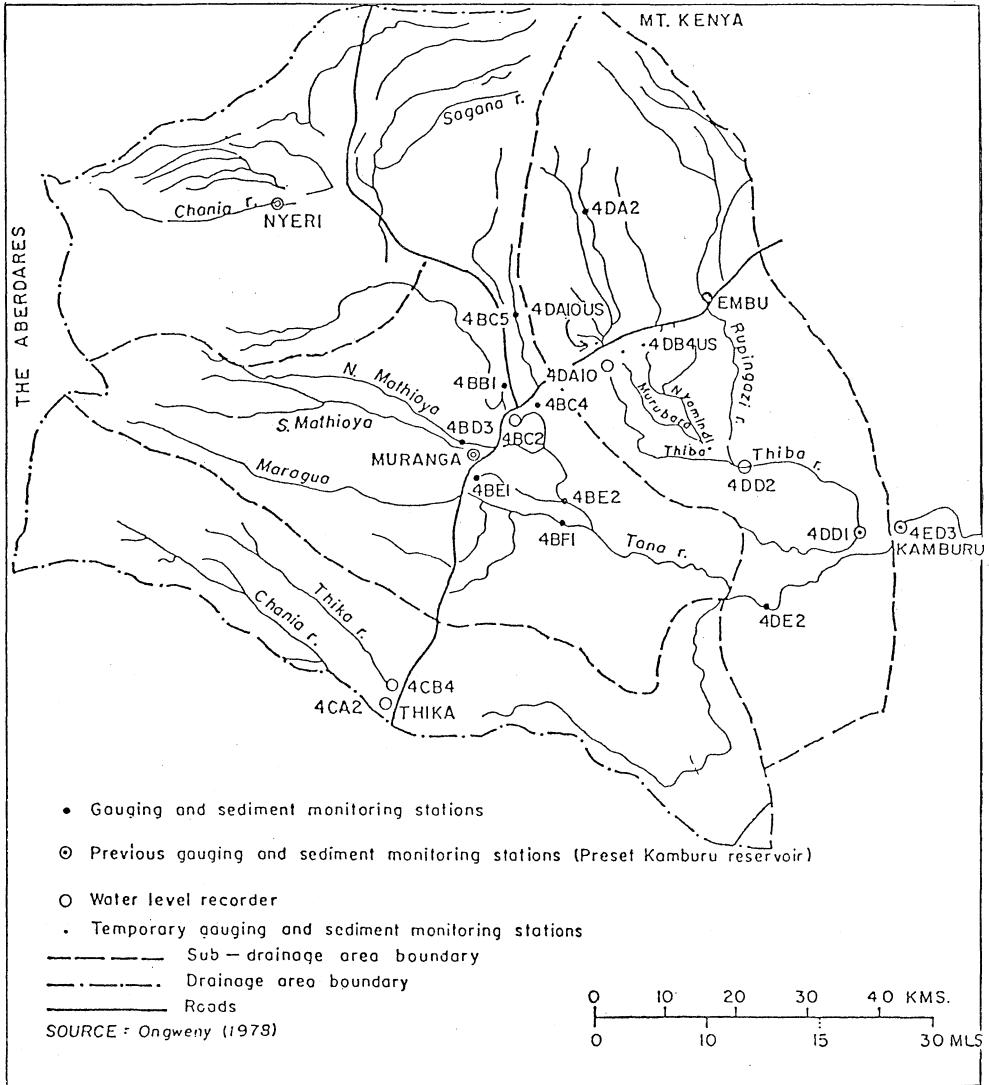 MT. KENYA
Sagana r.
Chania r.
NYERI
4DA2
THE ABERDARES
4BC5
4DA10US
EMBU
4DB4US
Rupingazi r.
4DA10
N. Mathioya
4BB1
4BC4
Nyamindi
Murubara
S. Mathioya
4BD3
4BC2
Thiba
Thiba r.
MURANGA
4DD2
Maragua
4BE1
4BE2
4BF1
Tana r.
4DD1
4ED3
KAMBURU
Thika r.
Chania r.
4DE2
4CB4
4CA2
THIKA
Gauging and sediment monitoring stations
Previous gauging and sediment monitoring stations (Preset Kamburu reservoir)
Water level recorder
Temporary gauging and sediment monitoring stations
Sub - drainage area boundary
Drainage area boundary
Roads
SOURCE = Ongweny (1978)
0 10 20 30 40 KMS.
0 10 15 30 MLS